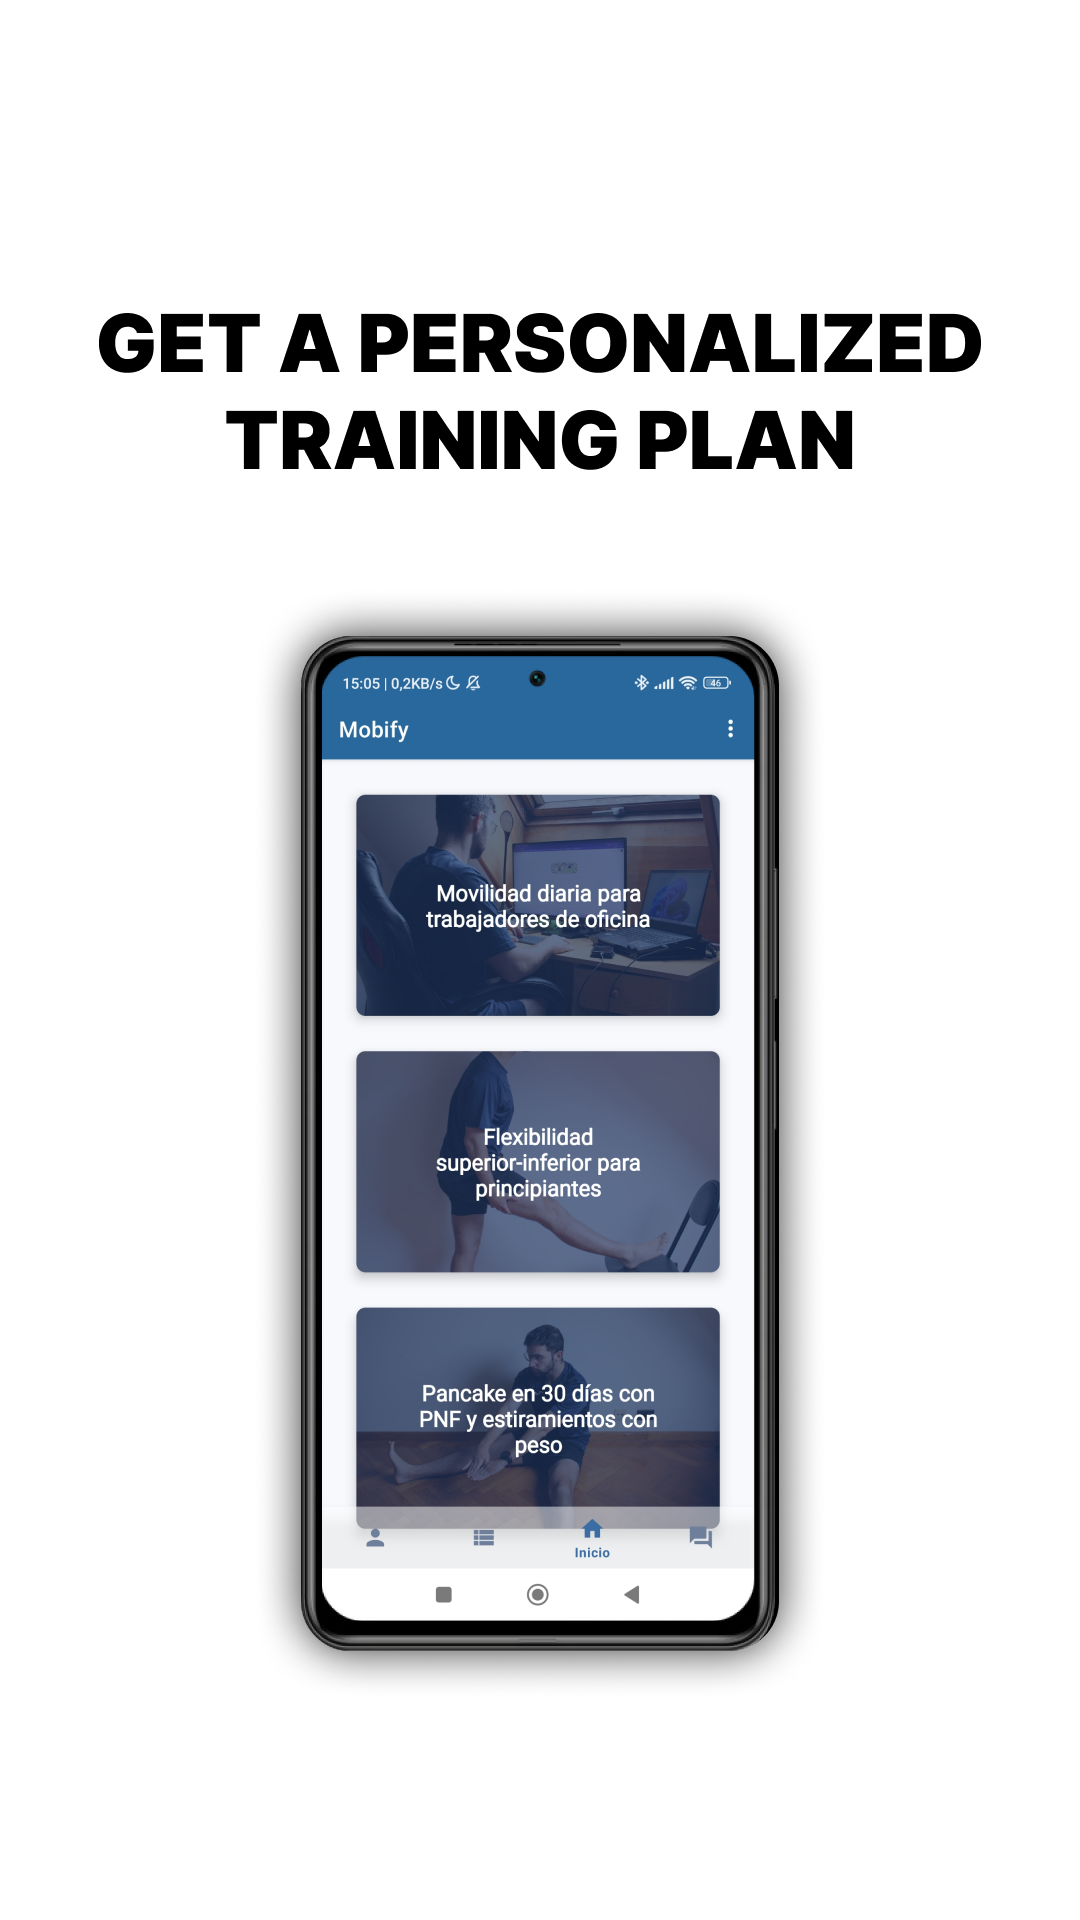 GET A PERSONALIZED
TRAINING PLAN
15:05 | 0,2KB/s
46
Mobify
Movilidad diaria para
trabajadores de oficina
Flexibilidad
superior-inferior para
principiantes
Pancake en 30 días con
PNF y estiramientos con
peso
Inicio